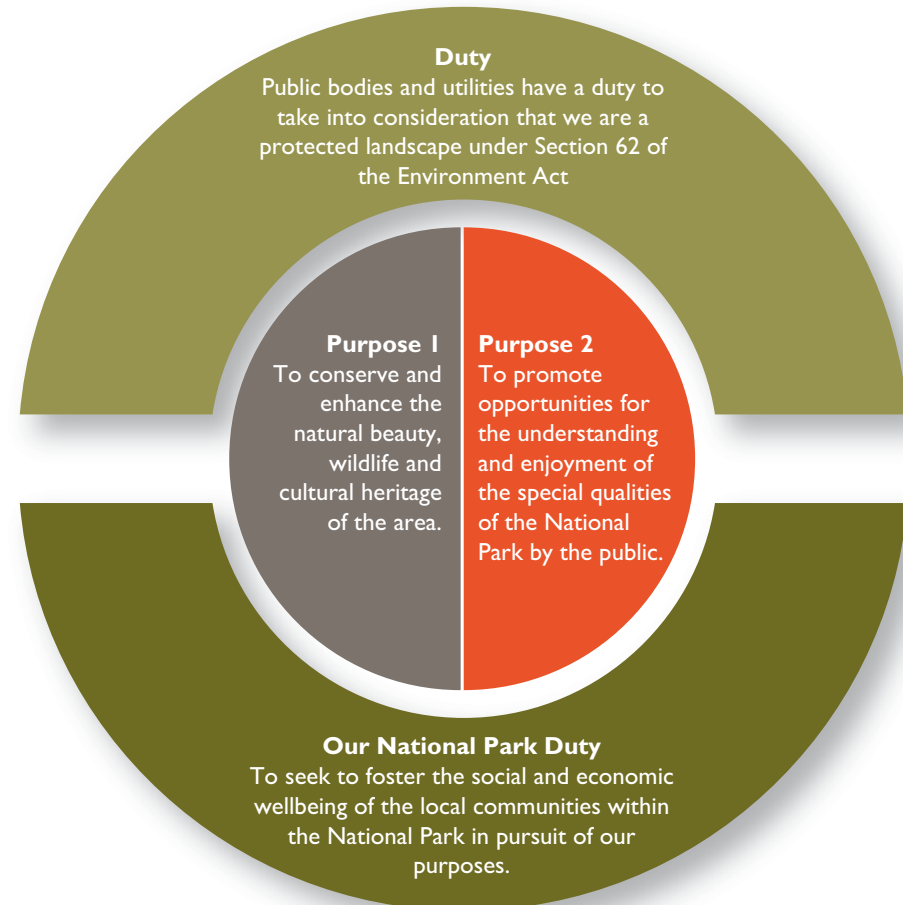 Duty
Public bodies and utilities have a duty to
take into consideration that we are a
protected landscape under Section 62 of
the Environment Act
Purpose 1
To conserve and
enhance the
natural beauty,
wildlife and
cultural heritage
of the area.
Purpose 2
To promote
opportunities for
the understanding
and enjoyment of
the special qualities
of the National
Park by the public.
Our National Park Duty
To seek to foster the social and economic
wellbeing of the local communities within
the National Park in pursuit of our
purposes.